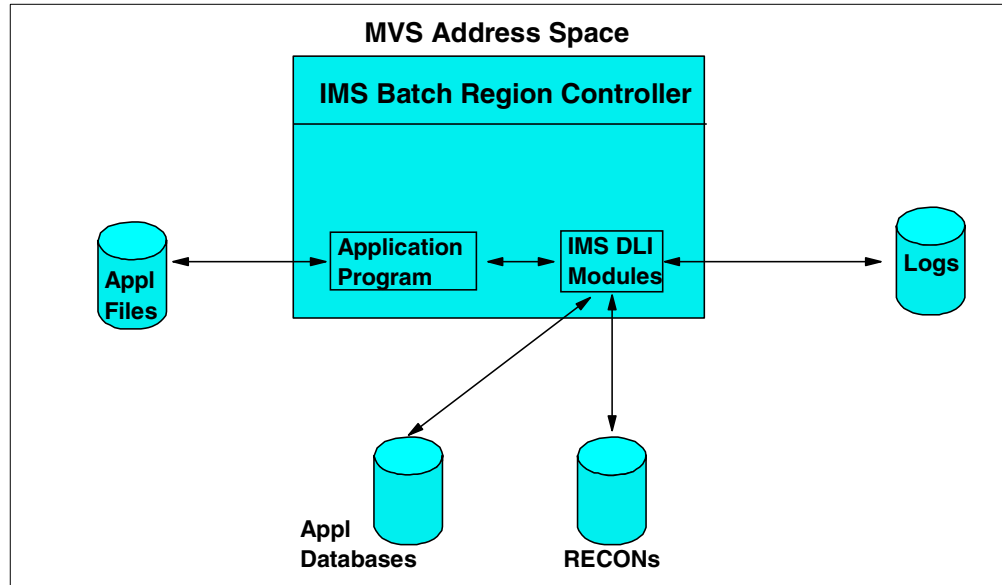 MVS Address Space
IMS Batch Region Controller
Appl
Files
Application
Program
IMS DLI
Modules
Logs
Appl
Databases
RECONs